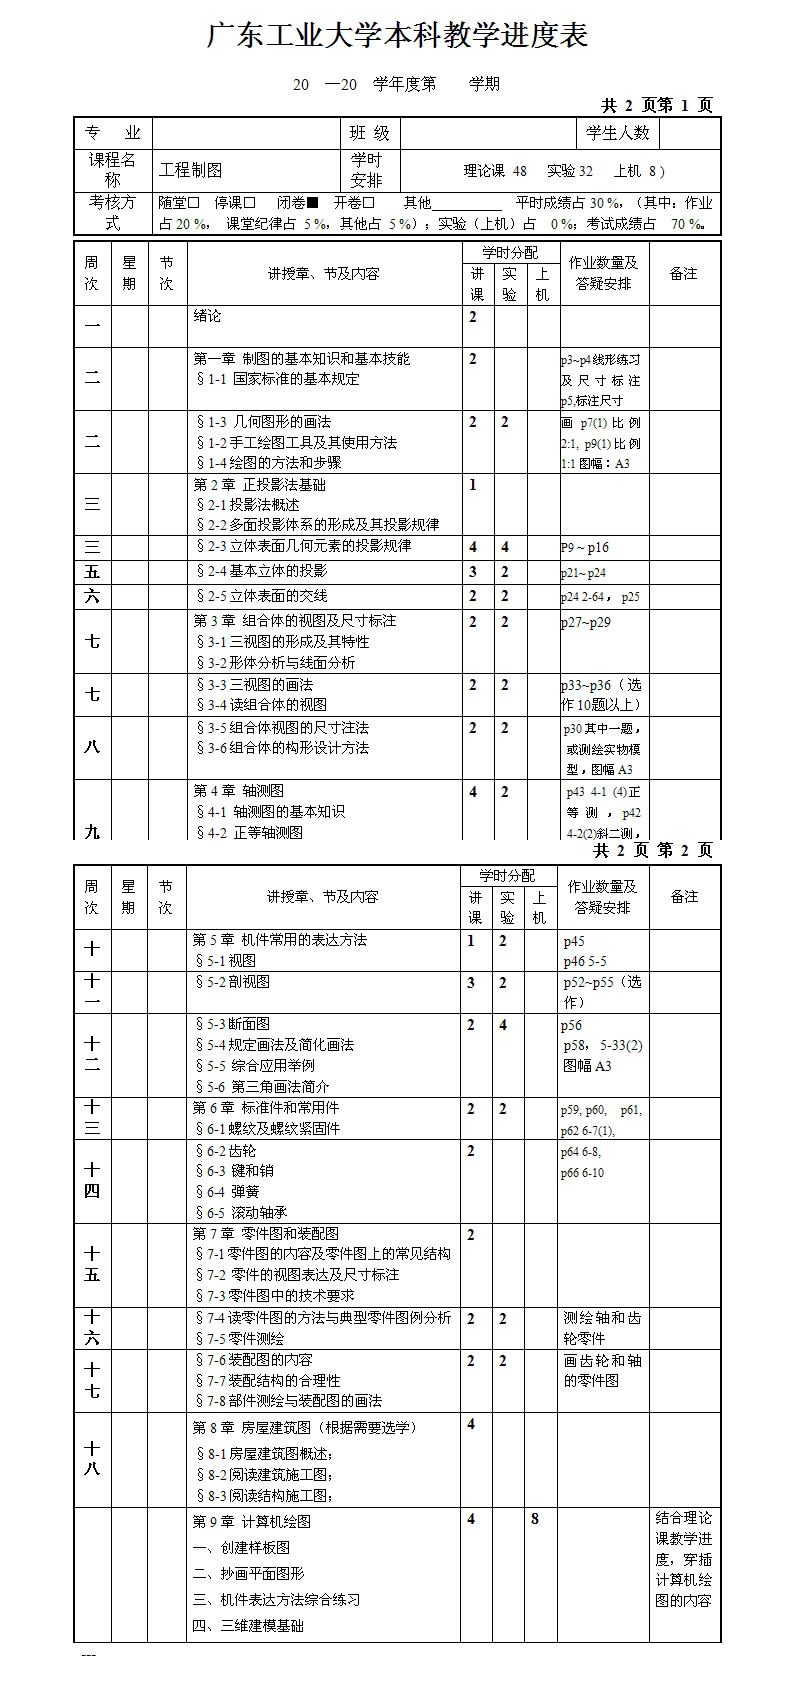 广东工业大学本科教学进度表
20 —20 学年度第 学期
共 2 页第 1 页
专 业 班 级 学生人数
课程名称 工程制图 学时安排 理论课 48 实验32 上机 8 )
考核方式 随堂□ 停课□ 闭卷■ 开卷□ 其他__________ 平时成绩占30%，（其中：作业
占20%， 课堂纪律占 5%，其他占 5%）；实验（上机）占 0%；考试成绩占 70%。
周次 星期 节次 讲授章、节及内容 学时分配 作业数量及答疑安排 备注
讲课 实验 上机
一 绪论 2
二 第一章 制图的基本知识和基本技能 2 p3~p4线形练习
§1-1 国家标准的基本规定 及尺寸标注
p5,标注尺寸
二 §1-3 几何图形的画法 2 2 画 p7(1)比例
§1-2手工绘图工具及其使用方法 2:1, p9(1)比例
§1-4绘图的方法和步骤 1:1图幅：A3
三 第2章 正投影法基础 1
§2-1投影法概述
§2-2多面投影体系的形成及其投影规律
三 §2-3立体表面几何元素的投影规律 4 4 P9 ~ p16
五 §2-4基本立体的投影 3 2 p21~ p24
六 §2-5立体表面的交线 2 2 p24 2-64，p25
七 第3章 组合体的视图及尺寸标注 2 2 p27~p29
§3-1三视图的形成及其特性
§3-2形体分析与线面分析
七 §3-3三视图的画法 2 2 p33~p36（选
§3-4读组合体的视图 作10题以上）
八 §3-5组合体视图的尺寸注法 2 2 p30其中一题，
§3-6组合体的构形设计方法 或测绘实物模
型，图幅A3
九 第4章 轴测图 4 2 p43 4-1 (4)正
§4-1 轴测图的基本知识 等测，p42
§4-2 正等轴测图 4-2(2)斜二测，
共 2 页 第 2 页
周次 星期 节次 讲授章、节及内容 学时分配 作业数量及答疑安排 备注
讲课 实验 上机
十 第5章 机件常用的表达方法 1 2 p45
§5-1视图 p46 5-5
十一 §5-2剖视图 3 2 p52~p55（选
作）
十二 §5-3断面图 2 4 p56
§5-4规定画法及简化画法 p58， 5-33(2)
§5-5 综合应用举例 图幅A3
§5-6 第三角画法简介
十三 第6章 标准件和常用件 2 2 p59, p60, p61,
§6-1螺纹及螺纹紧固件 p62 6-7(1),
十四 §6-2齿轮 2 p64 6-8,
§6-3 键和销 p66 6-10
§6-4 弹簧
§6-5 滚动轴承
十五 第7章 零件图和装配图 2
§7-1零件图的内容及零件图上的常见结构
§7-2 零件的视图表达及尺寸标注
§7-3零件图中的技术要求
十六 §7-4读零件图的方法与典型零件图例分析 2 2 测绘轴和齿
§7-5零件测绘 轮零件
十七 §7-6装配图的内容 2 2 画齿轮和轴
§7-7装配结构的合理性 的零件图
§7-8部件测绘与装配图的画法
十八 第8章 房屋建筑图（根据需要选学） 4
§8-1房屋建筑图概述；
§8-2阅读建筑施工图；
§8-3阅读结构施工图；
第9章 计算机绘图 4 8 结合理论
一、创建样板图 课教学进
二、抄画平面图形 度，穿插
三、机件表达方法综合练习 计算机绘
四、三维建模基础 图的内容
---